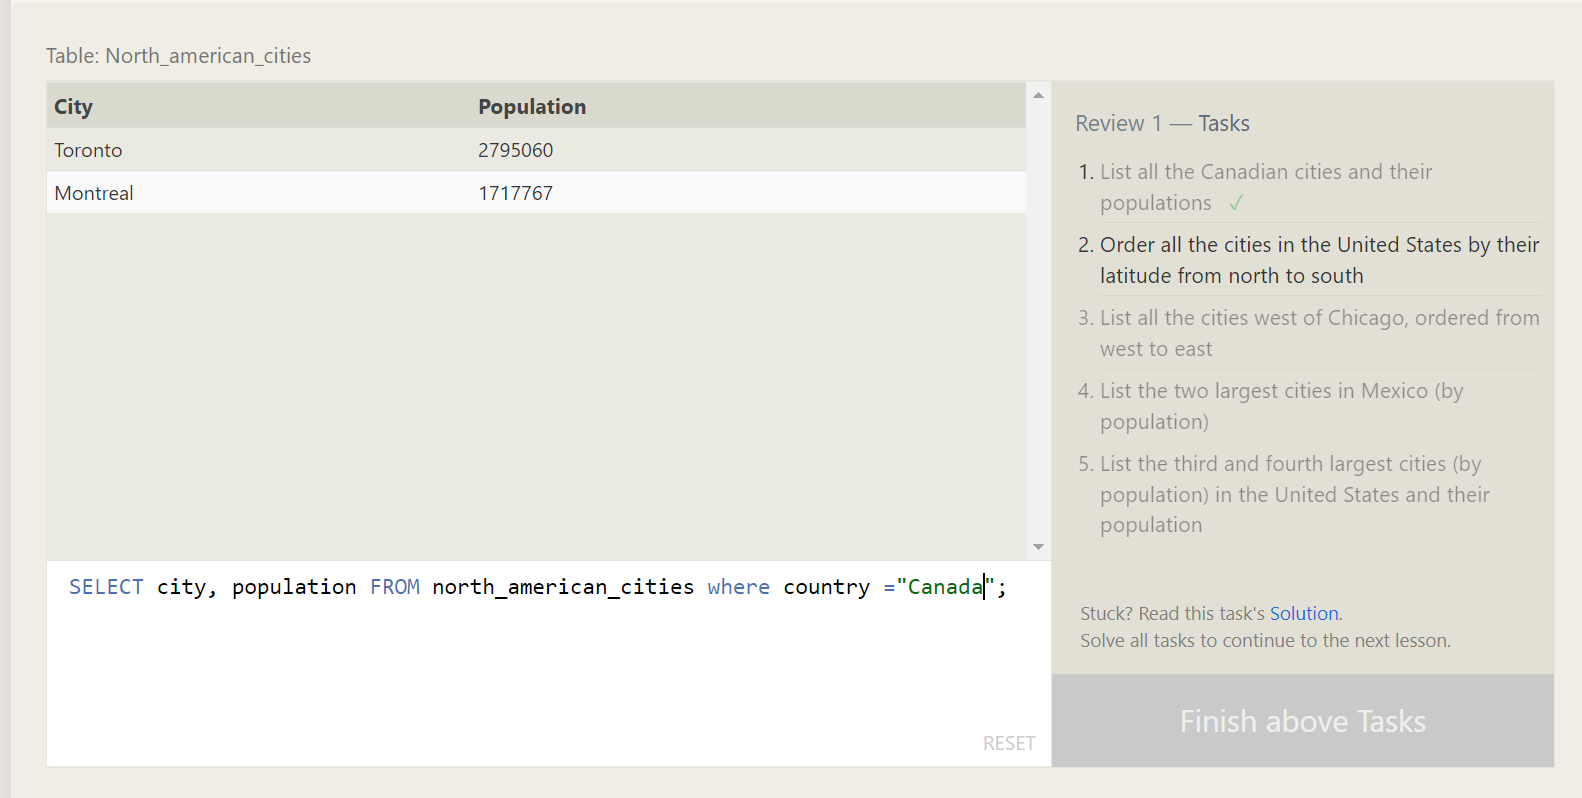 Table: North_american_cities
City Population
Toronto 2795060
Montreal 1717767
SELECT city, population FROM north_american_cities where country ="Canada";
RESET
Review 1 — Tasks
1. List all the Canadian cities and their
populations ✓
2. Order all the cities in the United States by their
latitude from north to south
3. List all the cities west of Chicago, ordered from
west to east
4. List the two largest cities in Mexico (by
population)
5. List the third and fourth largest cities (by
population) in the United States and their
population
Stuck? Read this task's Solution.
Solve all tasks to continue to the next lesson.
Finish above Tasks